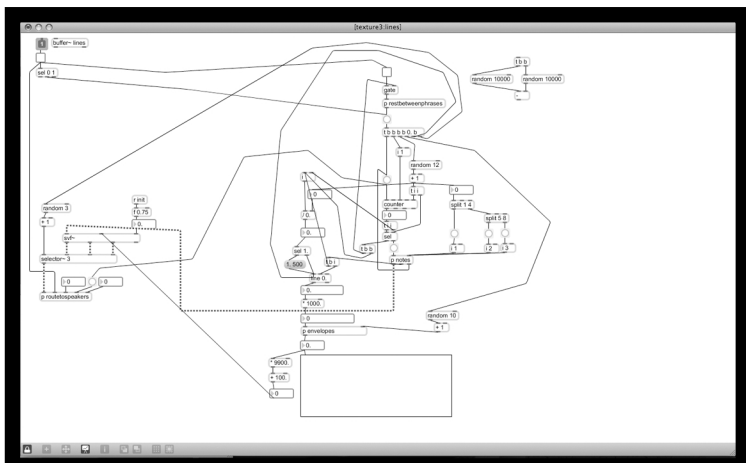 [texture3:lines]
buffer~ lines
sel 0 1
t b b
random 10000
random 10000
gate
p restbetweenphrases
t b b b b 0. b
i 1
random 12
+ 1
t i i
0
split 1 4
split 5 8
counter
0
t i i
sel
t b b
p notes
i 1
i 2
i 3
random 3
+ 1
r init
f 0.75
0.
svf~
selector~ 3
0
0
p routetospeakers
0
/ 0.
0.
sel 1.
1, 500
t b i
line 0.
0.
* 1000.
0
p envelopes
0.
random 10
+ 1
* 9900.
+ 100.
0